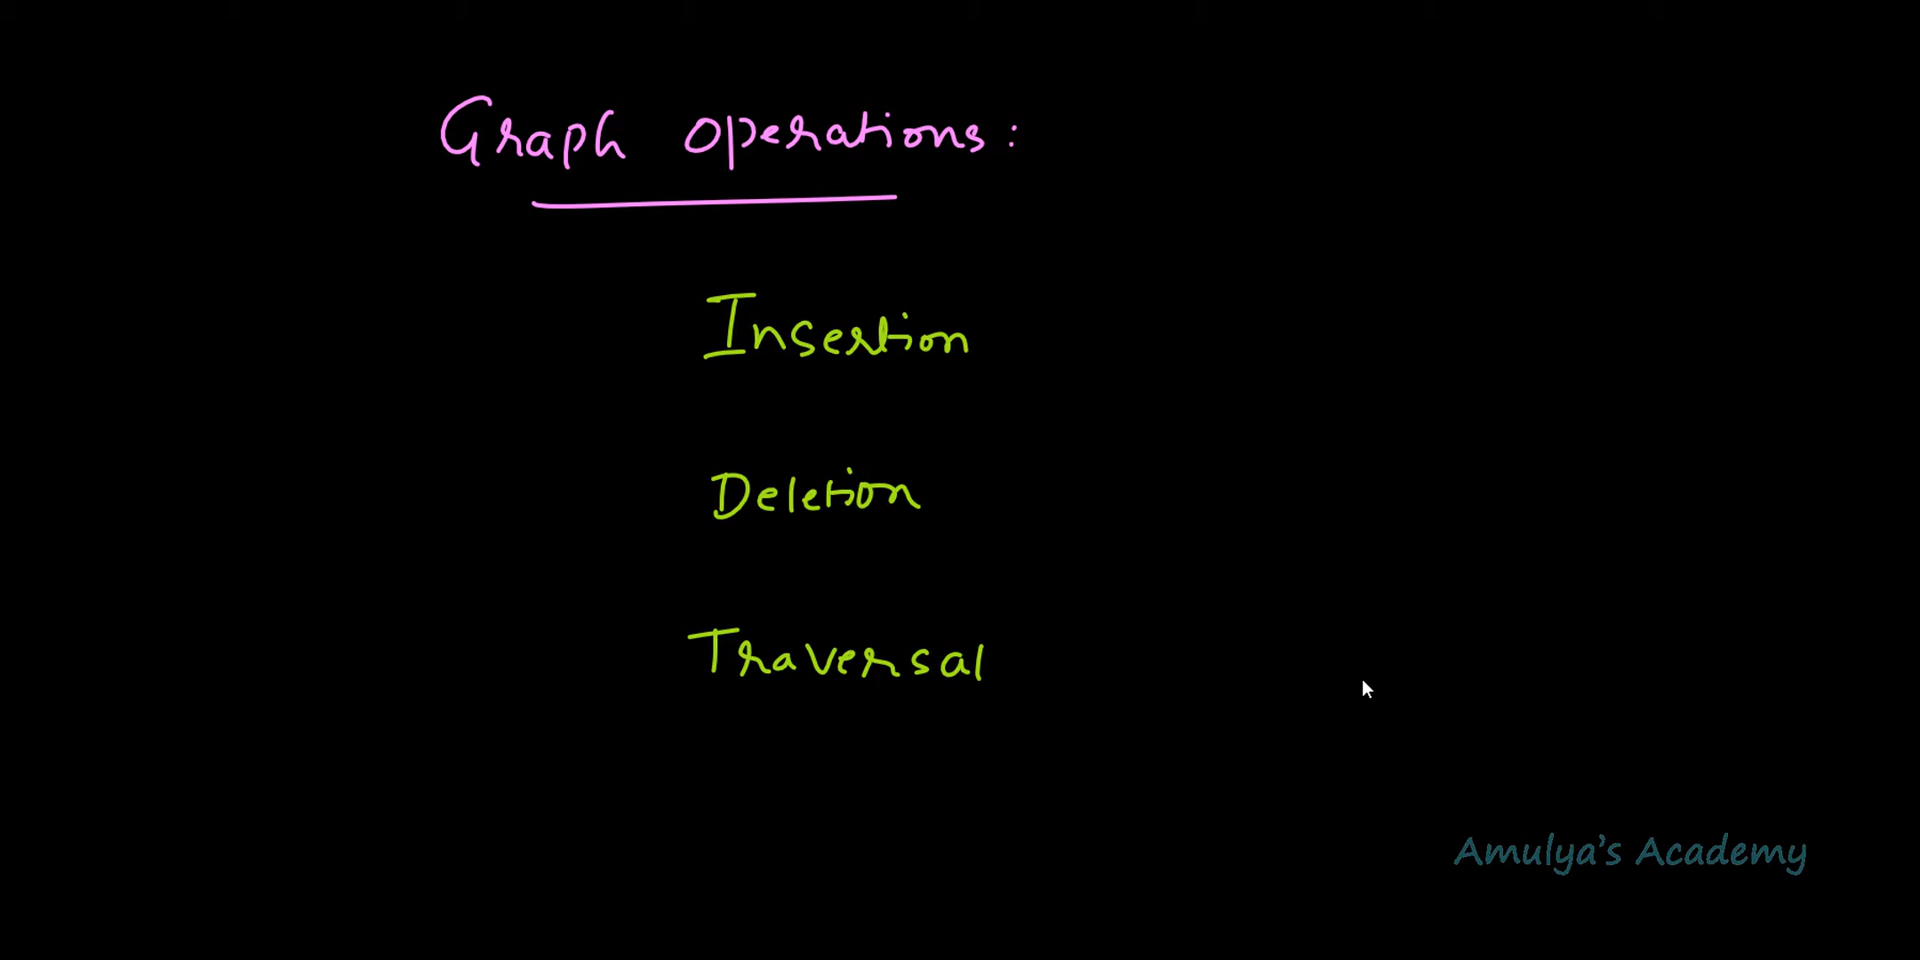 Graph operations:
Insertion
Deletion
Traversal
Amulya's Academy